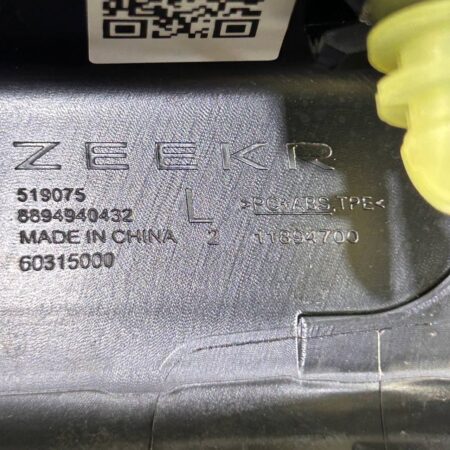 ZEEKR
519075
8894940432
MADE IN CHINA
60315000
L
2
>PC+ABS,TPE<
11894700